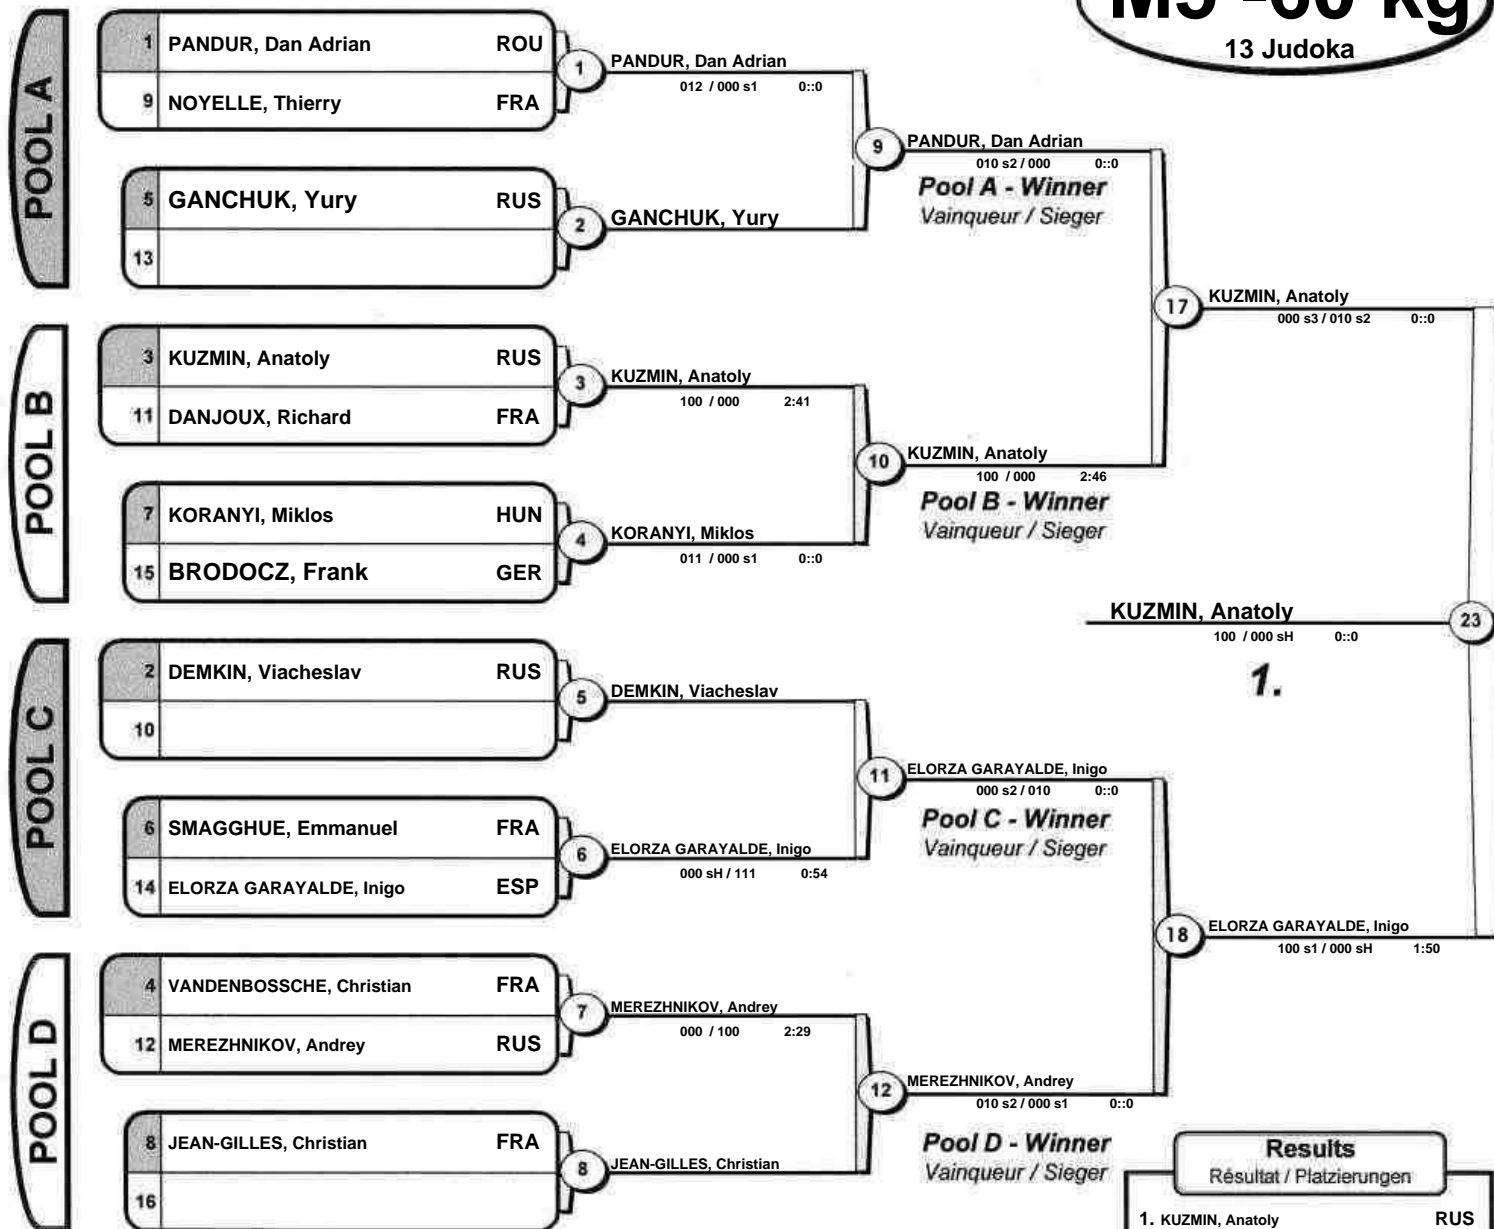 M5 -60 kg
13 Judoka
POOL A
1 PANDUR, Dan Adrian ROU
9 NOYELLE, Thierry FRA
1
PANDUR, Dan Adrian
012 / 000 s1 0::0
5 GANCHUK, Yury RUS
13
2
GANCHUK, Yury
9
PANDUR, Dan Adrian
010 s2 / 000 0::0
Pool A - Winner
Vainqueur / Sieger
POOL B
3 KUZMIN, Anatoly RUS
11 DANJOUX, Richard FRA
3
KUZMIN, Anatoly
100 / 000 2:41
7 KORANYI, Miklos HUN
15 BRODOCZ, Frank GER
4
KORANYI, Miklos
011 / 000 s1 0::0
10
KUZMIN, Anatoly
100 / 000 2:46
Pool B - Winner
Vainqueur / Sieger
17
KUZMIN, Anatoly
000 s3 / 010 s2 0::0
KUZMIN, Anatoly
100 / 000 sH 0::0
23
1.
POOL C
2 DEMKIN, Viacheslav RUS
10
5
DEMKIN, Viacheslav
6 SMAGGHUE, Emmanuel FRA
14 ELORZA GARAYALDE, Inigo ESP
6
ELORZA GARAYALDE, Inigo
000 sH / 111 0:54
11
ELORZA GARAYALDE, Inigo
000 s2 / 010 0::0
Pool C - Winner
Vainqueur / Sieger
18
ELORZA GARAYALDE, Inigo
100 s1 / 000 sH 1:50
POOL D
4 VANDENBOSSCHE, Christian FRA
12 MEREZHNIKOV, Andrey RUS
7
MEREZHNIKOV, Andrey
000 / 100 2:29
8 JEAN-GILLES, Christian FRA
16
8
JEAN-GILLES, Christian
12
MEREZHNIKOV, Andrey
010 s2 / 000 s1 0::0
Pool D - Winner
Vainqueur / Sieger
Results
Résultat / Platzierungen
1. KUZMIN, Anatoly RUS